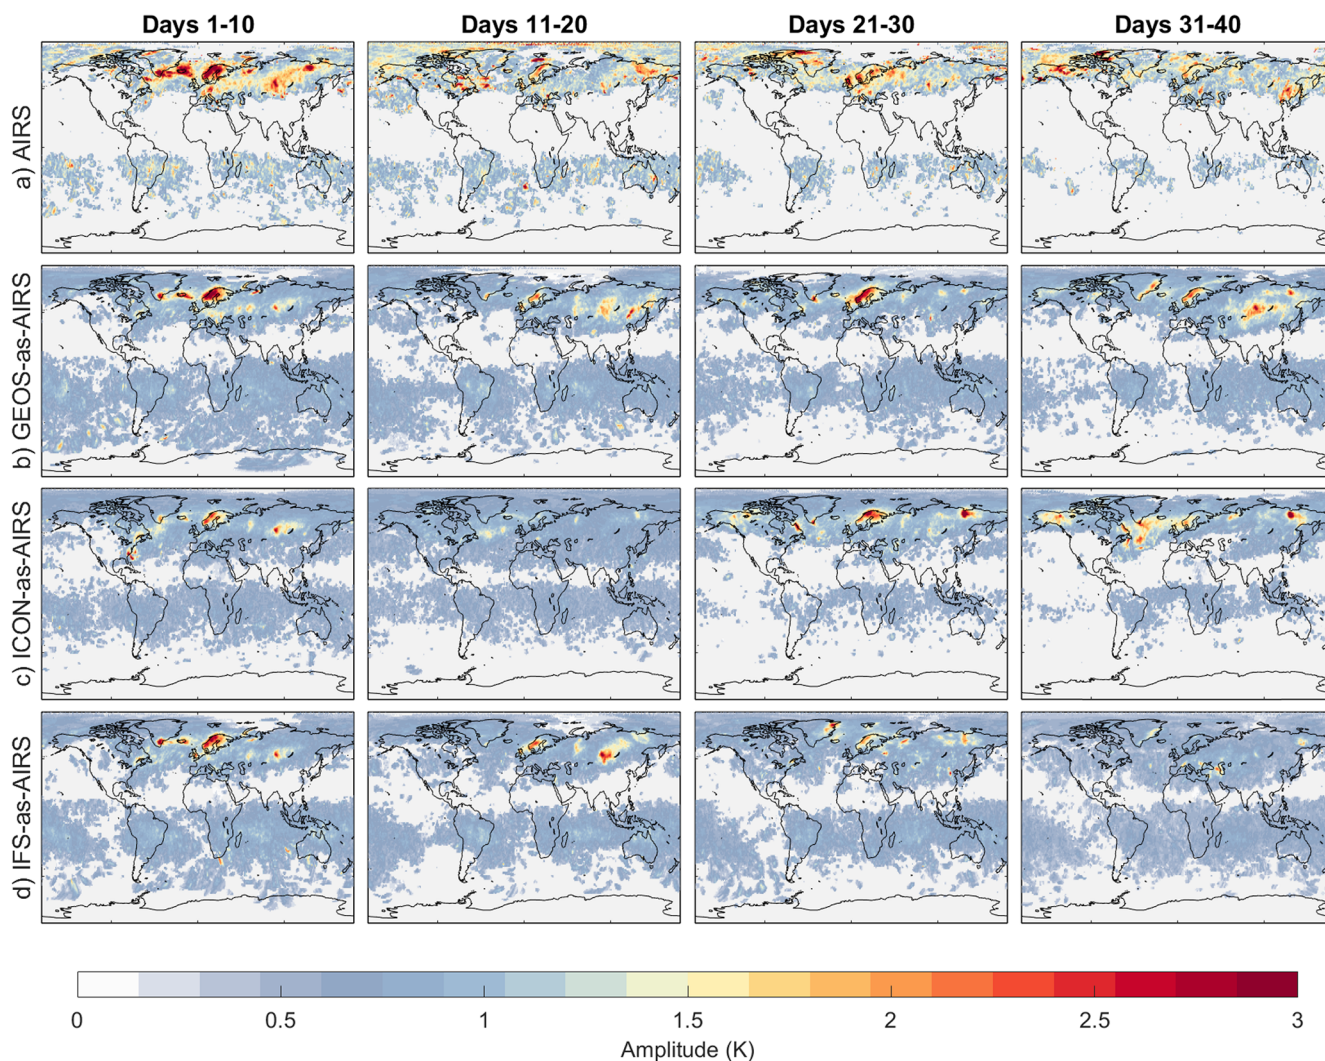 Days 1-10 Days 11-20 Days 21-30 Days 31-40
a) AIRS
b) GEOS-as-AIRS
c) ICON-as-AIRS
d) IFS-as-AIRS
0 0.5 1 1.5 2 2.5 3
Amplitude (K)